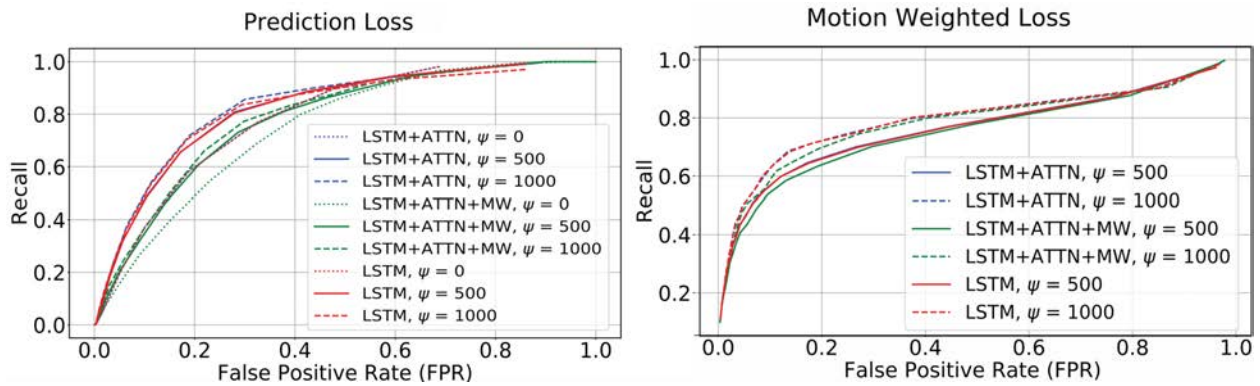 Prediction Loss
1.0
0.8
0.6
0.4
0.2
0.0
Recall
LSTM+ATTN, ψ = 0
LSTM+ATTN, ψ = 500
LSTM+ATTN, ψ = 1000
LSTM+ATTN+MW, ψ = 0
LSTM+ATTN+MW, ψ = 500
LSTM+ATTN+MW, ψ = 1000
LSTM, ψ = 0
LSTM, ψ = 500
LSTM, ψ = 1000
0.0 0.2 0.4 0.6 0.8 1.0
False Positive Rate (FPR)
Motion Weighted Loss
1.0
0.8
0.6
0.4
0.2
Recall
LSTM+ATTN, ψ = 500
LSTM+ATTN, ψ = 1000
LSTM+ATTN+MW, ψ = 500
LSTM+ATTN+MW, ψ = 1000
LSTM, ψ = 500
LSTM, ψ = 1000
0.0 0.2 0.4 0.6 0.8 1.0
False Positive Rate (FPR)